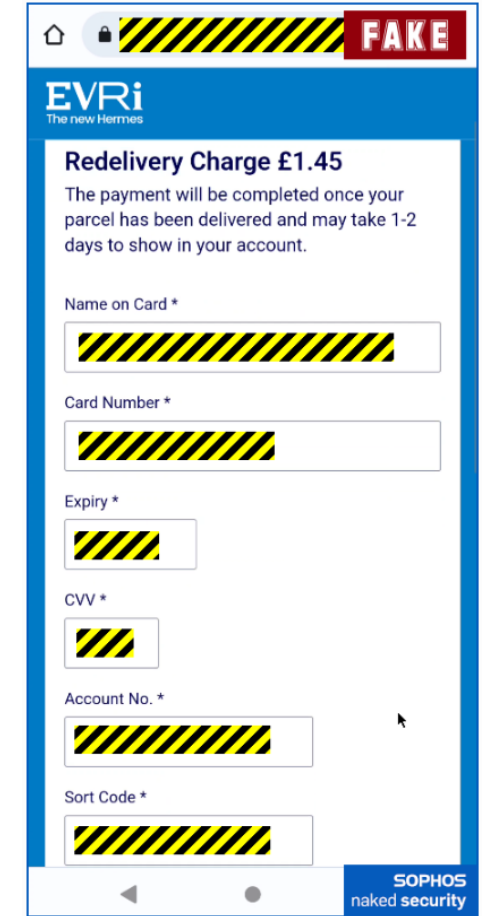 FAKE
EVRi
The new Hermes
Redelivery Charge £1.45
The payment will be completed once your
parcel has been delivered and may take 1-2
days to show in your account.
Name on Card *
Card Number *
Expiry *
CVV *
Account No. *
Sort Code *
SOPHOS
naked security